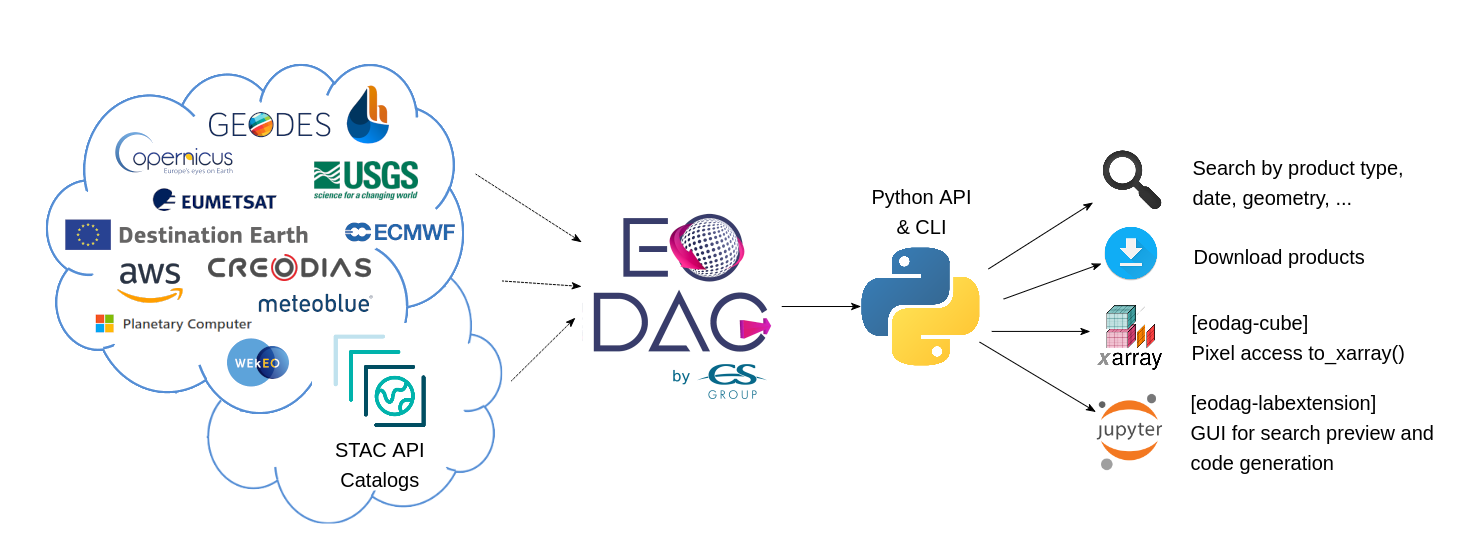 GEODES
opernicus
Europe's eyes on Earth
USGS
science for a changing world
EUMETSAT
Destination Earth
ECMWF
aws
CREODIAS
meteoblue®
Planetary Computer
WEkEO
STAC API
Catalogs
EO
DAG
by CS
GROUP
Python API
& CLI
Search by product type,
date, geometry, ...
Download products
xarray
[eodag-cube]
Pixel access to_xarray()
jupyter
[eodag-labextension]
GUI for search preview and
code generation